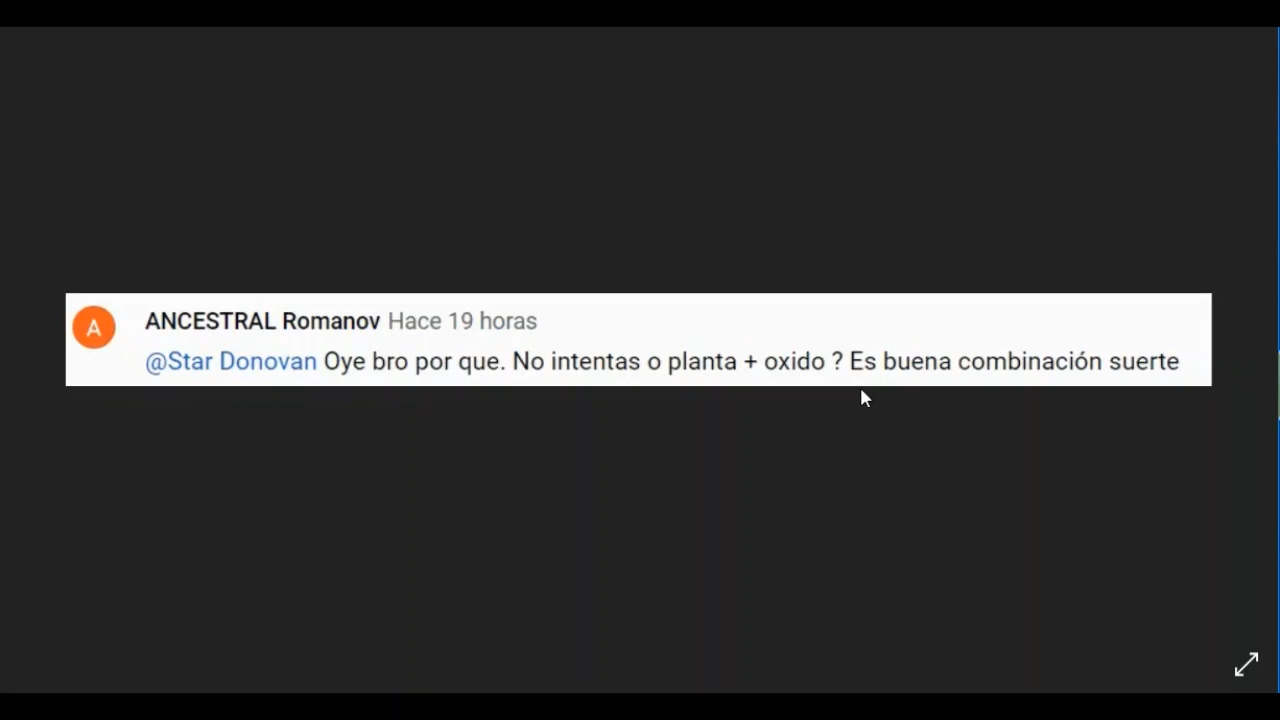 A
ANCESTRAL Romanov Hace 19 horas
@Star Donovan Oye bro por que. No intentas o planta + oxido ? Es buena combinación suerte